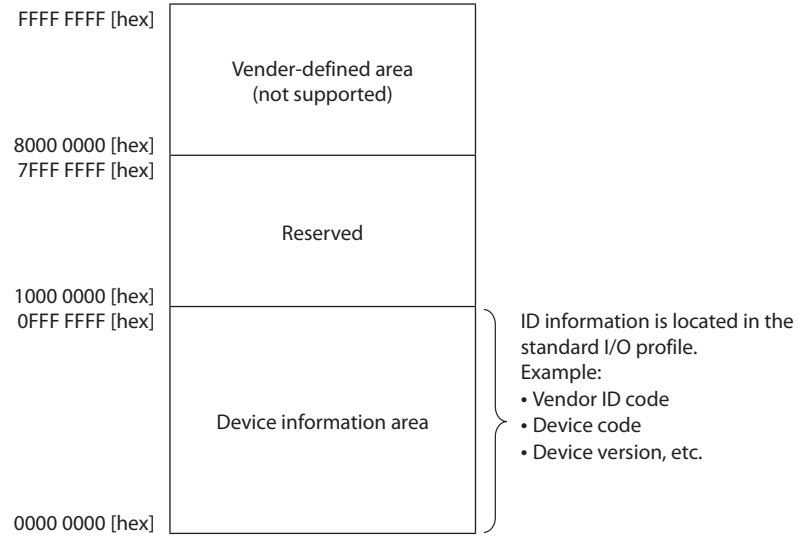 FFFF FFFF [hex]
Vender-defined area
(not supported)
8000 0000 [hex]
7FFF FFFF [hex]
Reserved
1000 0000 [hex]
0FFF FFFF [hex]
Device information area
0000 0000 [hex]
ID information is located in the
standard I/O profile.
Example:
• Vendor ID code
• Device code
• Device version, etc.